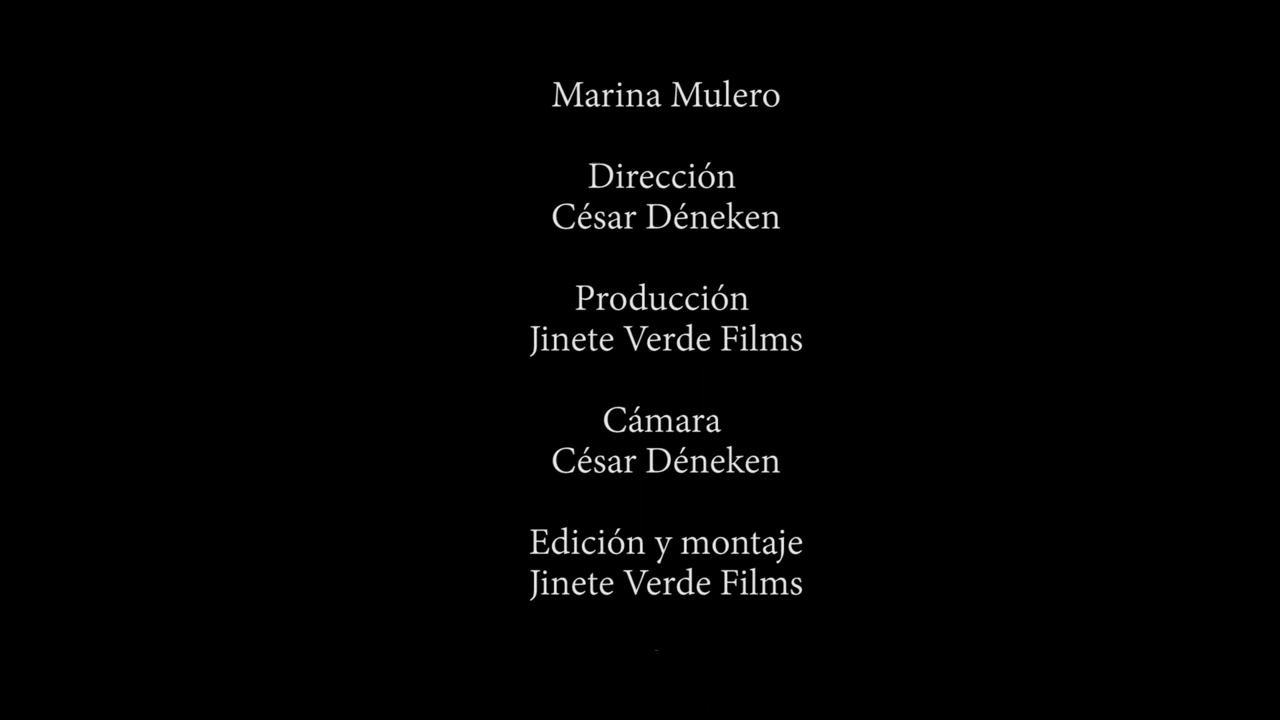 Marina Mulero
Dirección
César Déneken
Producción
Jinete Verde Films
Cámara
César Déneken
Edición y montaje
Jinete Verde Films